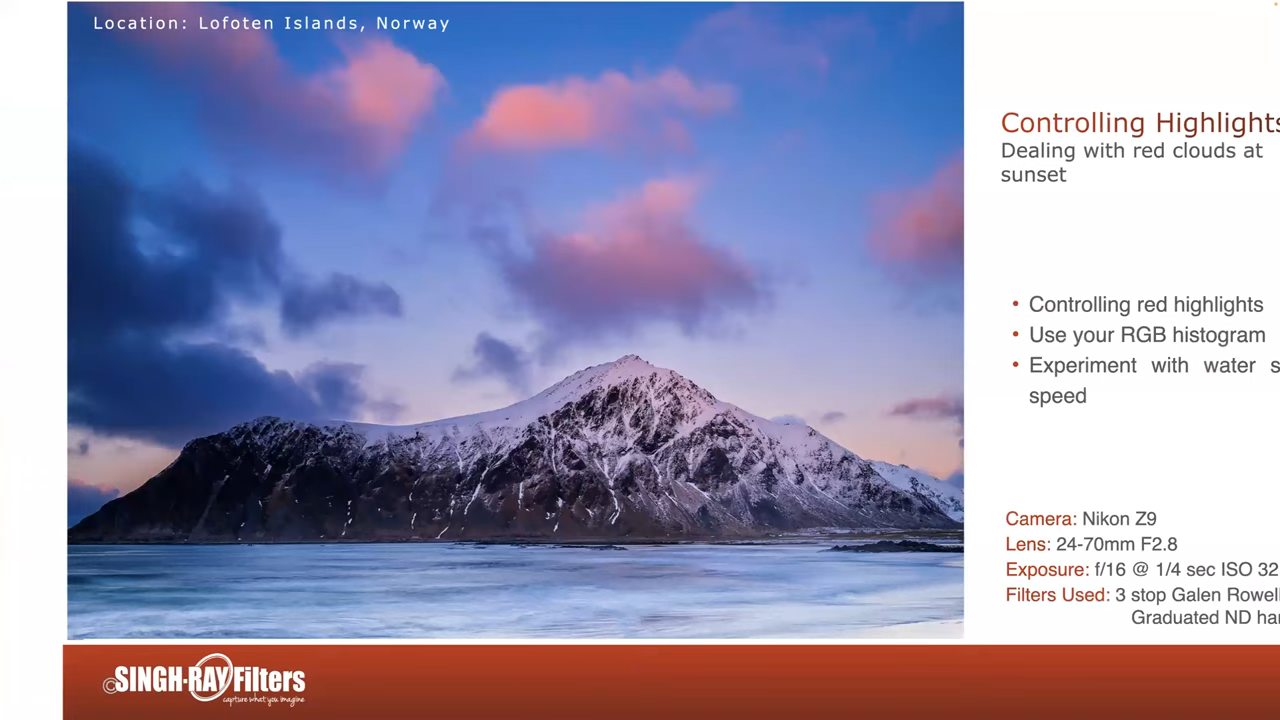 Location: Lofoten Islands, Norway
Controlling Highlights
Dealing with red clouds at
sunset
• Controlling red highlights
• Use your RGB histogram
• Experiment with water s
speed
Camera: Nikon Z9
Lens: 24-70mm F2.8
Exposure: f/16 @ 1/4 sec ISO 32
Filters Used: 3 stop Galen Rowell
Graduated ND har
©SINGH-RAY Filters
capture what you imagine